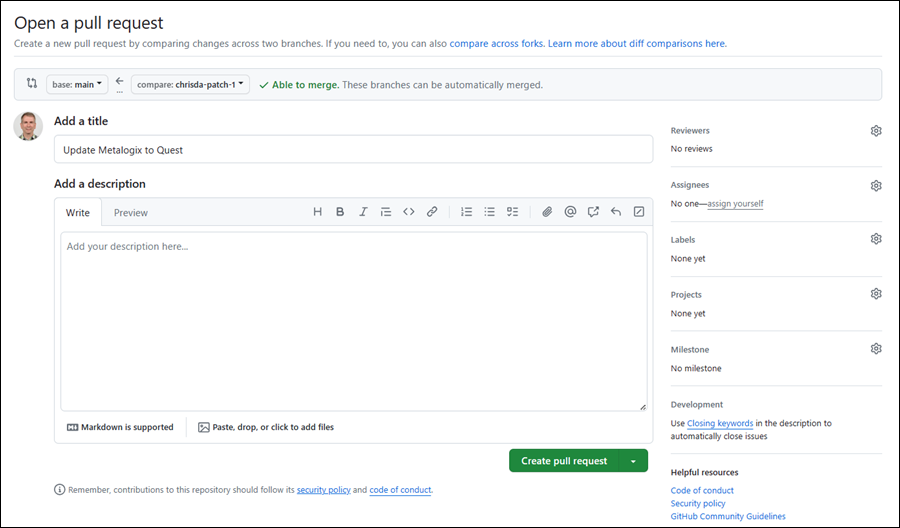 Open a pull request
Create a new pull request by comparing changes across two branches. If you need to, you can also compare across forks. Learn more about diff comparisons here.
base: main
...
compare: chrisda-patch-1
Able to merge. These branches can be automatically merged.
Add a title
Update Metalogix to Quest
Add a description
Write
Preview
Add your description here...
Markdown is supported
Paste, drop, or click to add files
Create pull request
Remember, contributions to this repository should follow its security policy and code of conduct.
Reviewers
No reviews
Assignees
No one—assign yourself
Labels
None yet
Projects
None yet
Milestone
No milestone
Development
Use Closing keywords in the description to
automatically close issues
Helpful resources
Code of conduct
Security policy
GitHub Community Guidelines